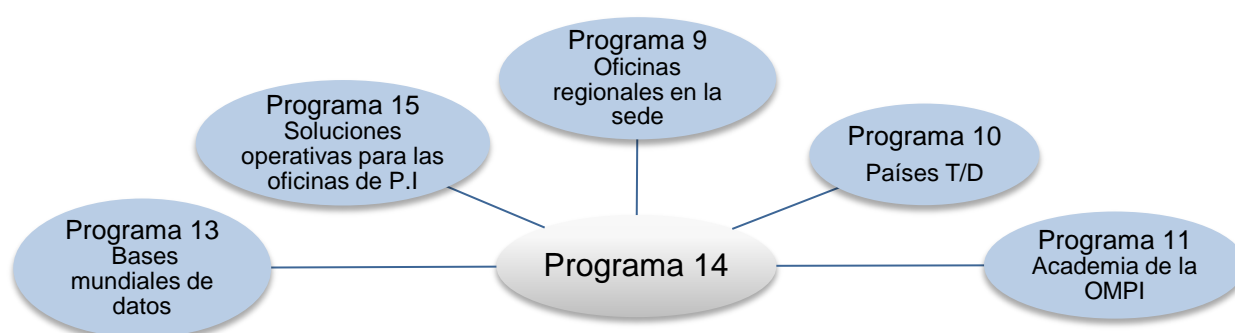 Programa 9
Oficinas
regionales en la
sede
Programa 15
Soluciones
operativas para las
oficinas de P.I
Programa 10
Países T/D
Programa 13
Bases
mundiales de
datos
Programa 14
Programa 11
Academia de la
OMPI